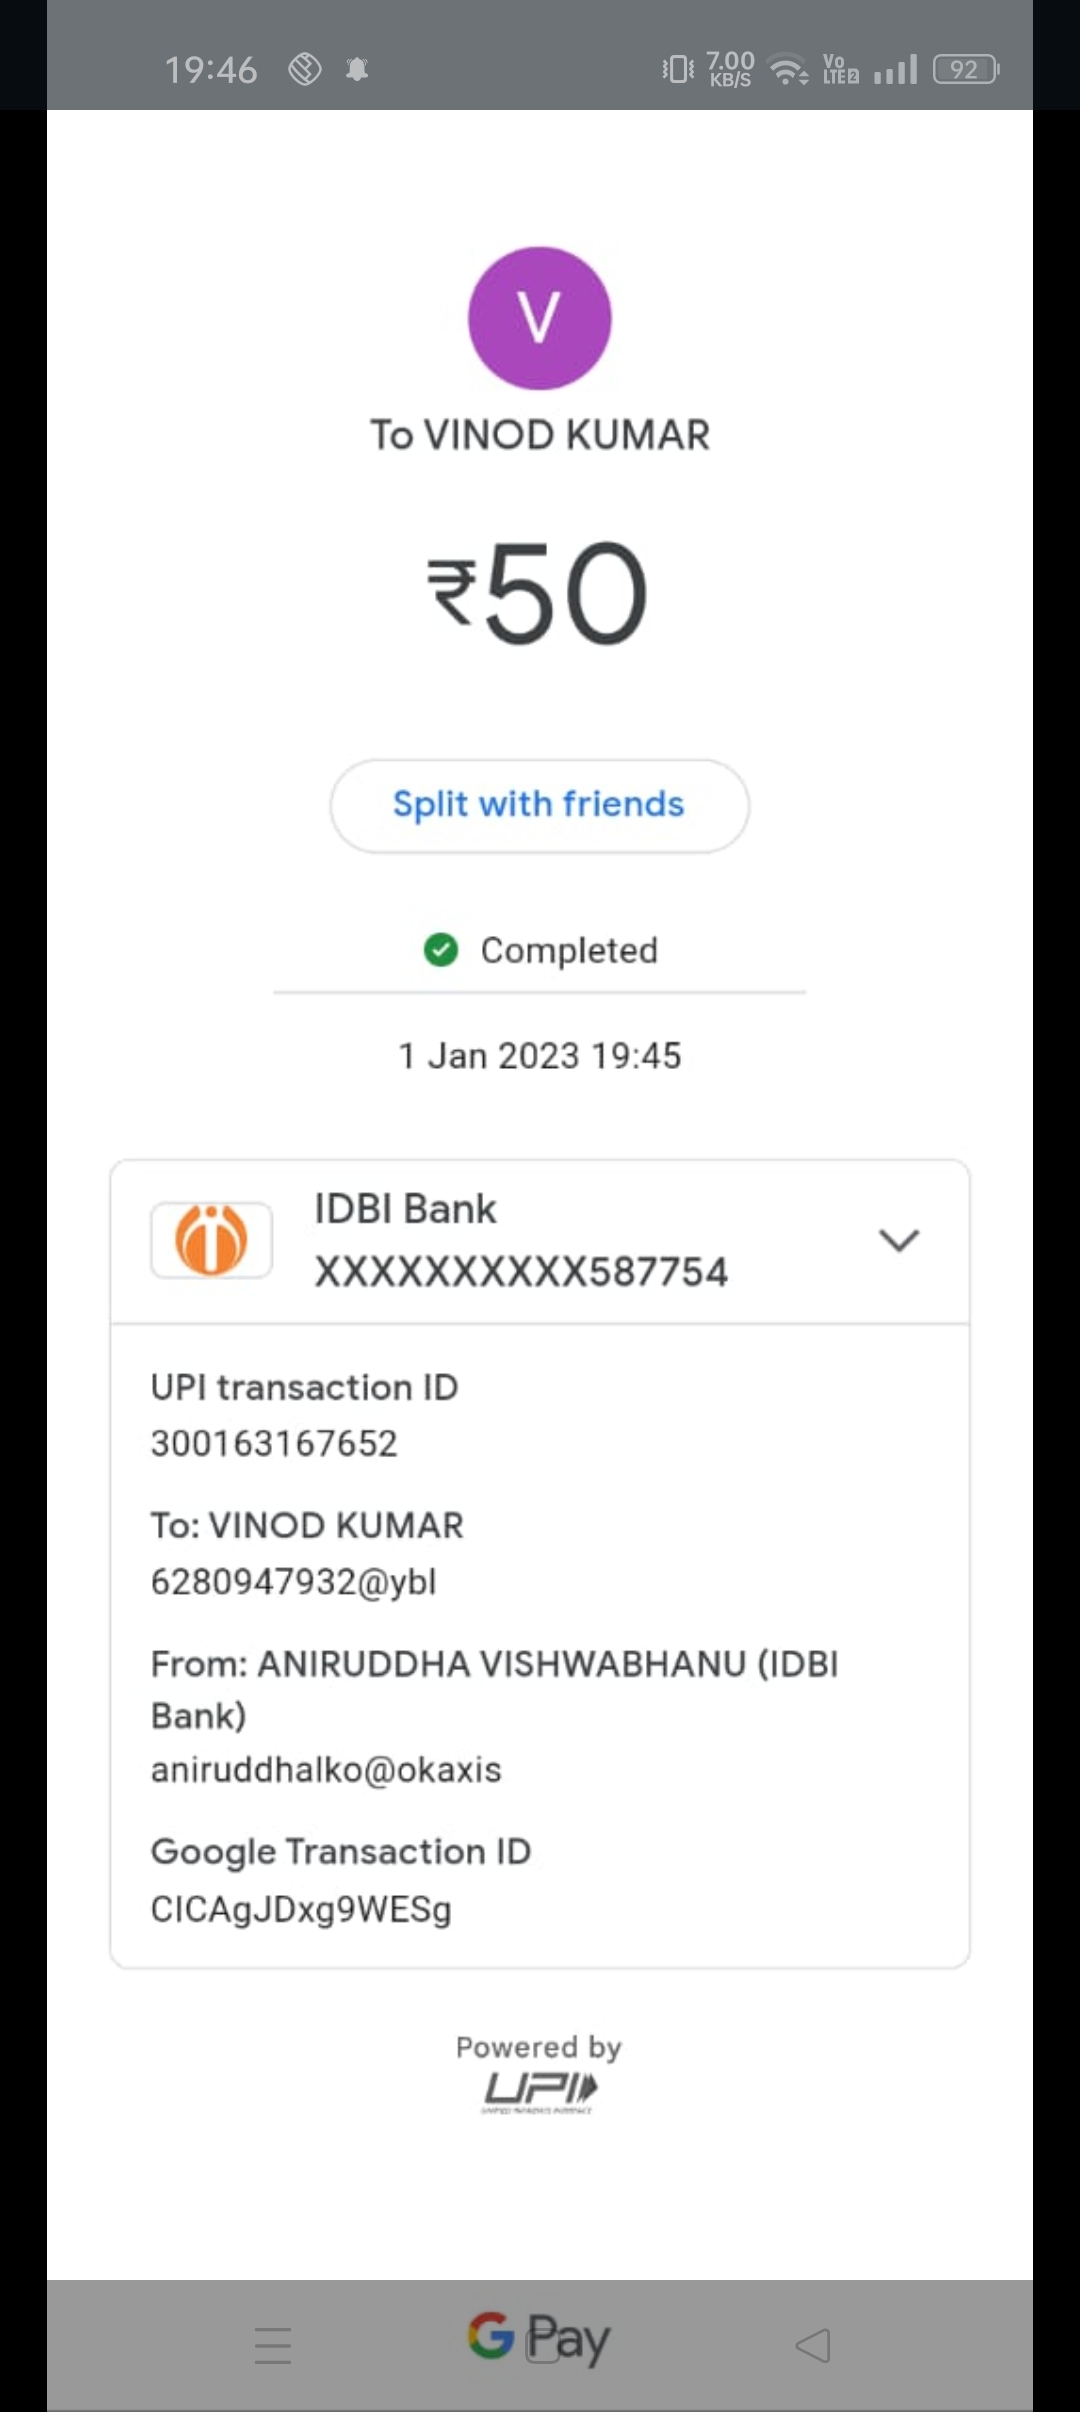 19:46
7.00
KB/S
Vo
LTE2
92
V
To VINOD KUMAR
₹50
Split with friends
Completed
1 Jan 2023 19:45
IDBI Bank
XXXXXXXXXX587754
UPI transaction ID
300163167652
To: VINOD KUMAR
6280947932@ybl
From: ANIRUDDHA VISHWABHANU (IDBI
Bank)
aniruddhalko@okaxis
Google Transaction ID
CICAgJDxg9WESg
Powered by
UPI
G Pay